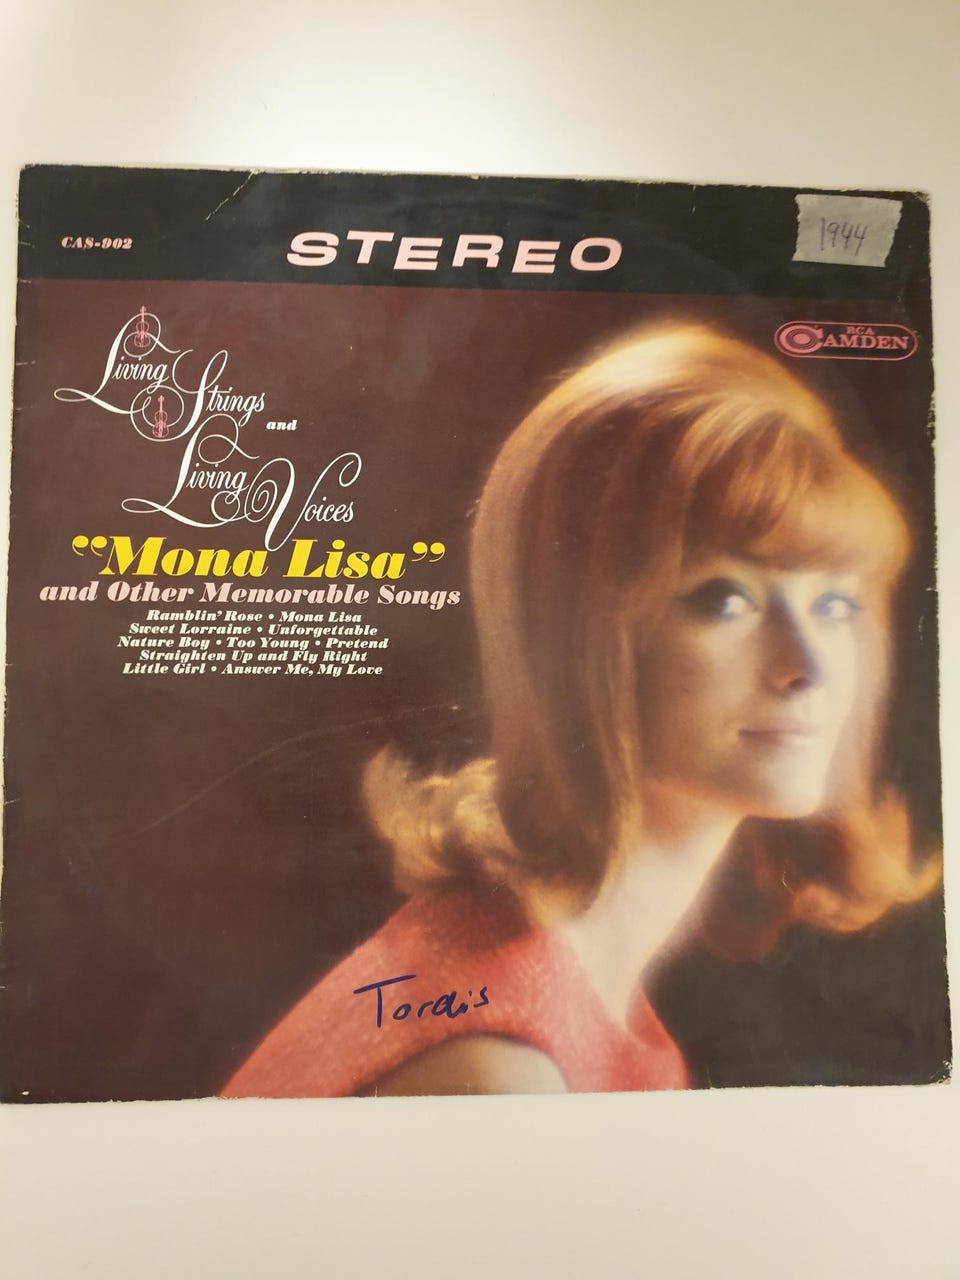 CAS-902
STEREO
1944
RCA
CAMDEN
Living Strings
and
Living Voices
“Mona Lisa”
and Other Memorable Songs
Ramblin' Rose • Mona Lisa
Sweet Lorraine • Unforgettable
Nature Boy • Too Young • Pretend
Straighten Up and Fly Right
Little Girl • Answer Me, My Love
Tordis